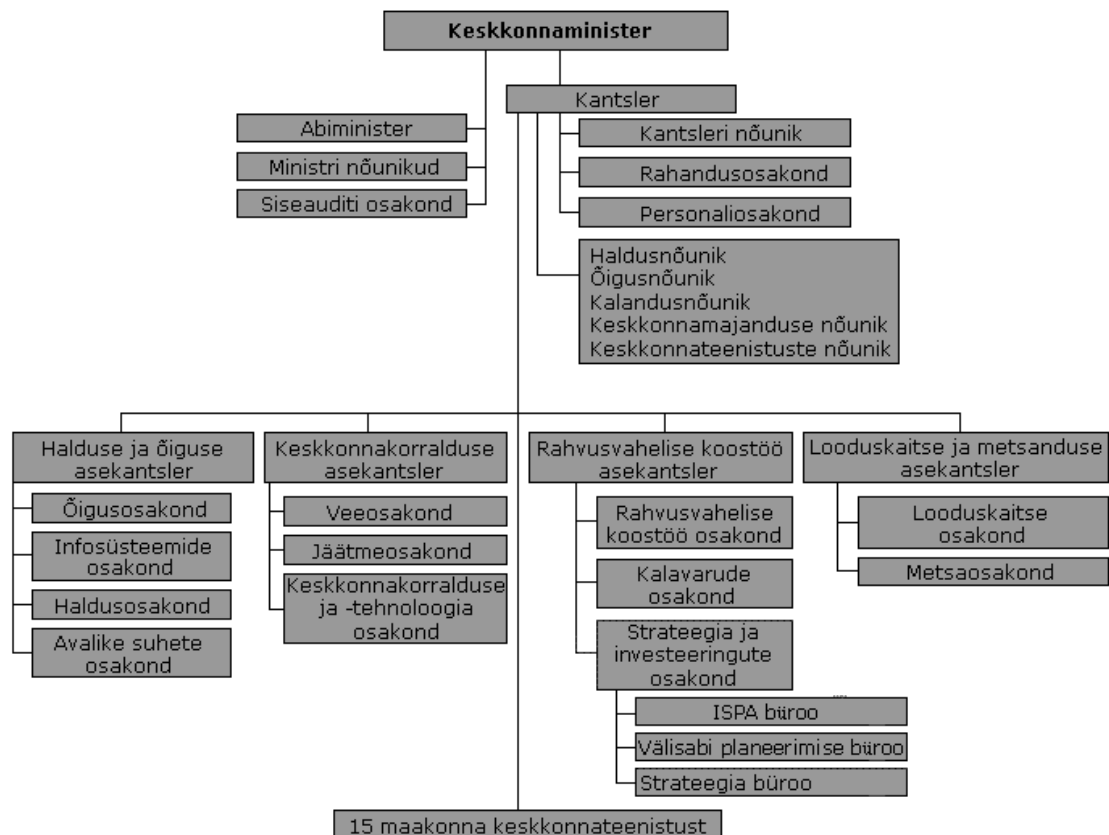 Keskkonnaminister
Kantsler
Abiminister
Ministri nõunikud
Siseauditi osakond
Kantsleri nõunik
Rahandusosakond
Personaliosakond
Haldusnõunik
Õigusnõunik
Kalandusnõunik
Keskkonnamajanduse nõunik
Keskkonnateenistuste nõunik
Halduse ja õiguse
asekantsler
Õigusosakond
Infosüsteemide
osakond
Haldusosakond
Avalike suhete
osakond
Keskkonnakorralduse
asekantsler
Veeosakond
Jäätmeosakond
Keskkonnakorralduse
ja -tehnoloogia
osakond
Rahvusvahelise koostöö
asekantsler
Rahvusvahelise
koostöö osakond
Kalavarude
osakond
Strateegia ja
investeeringute
osakond
ISPA büroo
Välisabi planeerimise büroo
Strateegia büroo
Looduskaitse ja metsanduse
asekantsler
Looduskaitse
osakond
Metsaosakond
15 maakonna keskkonnateenistust